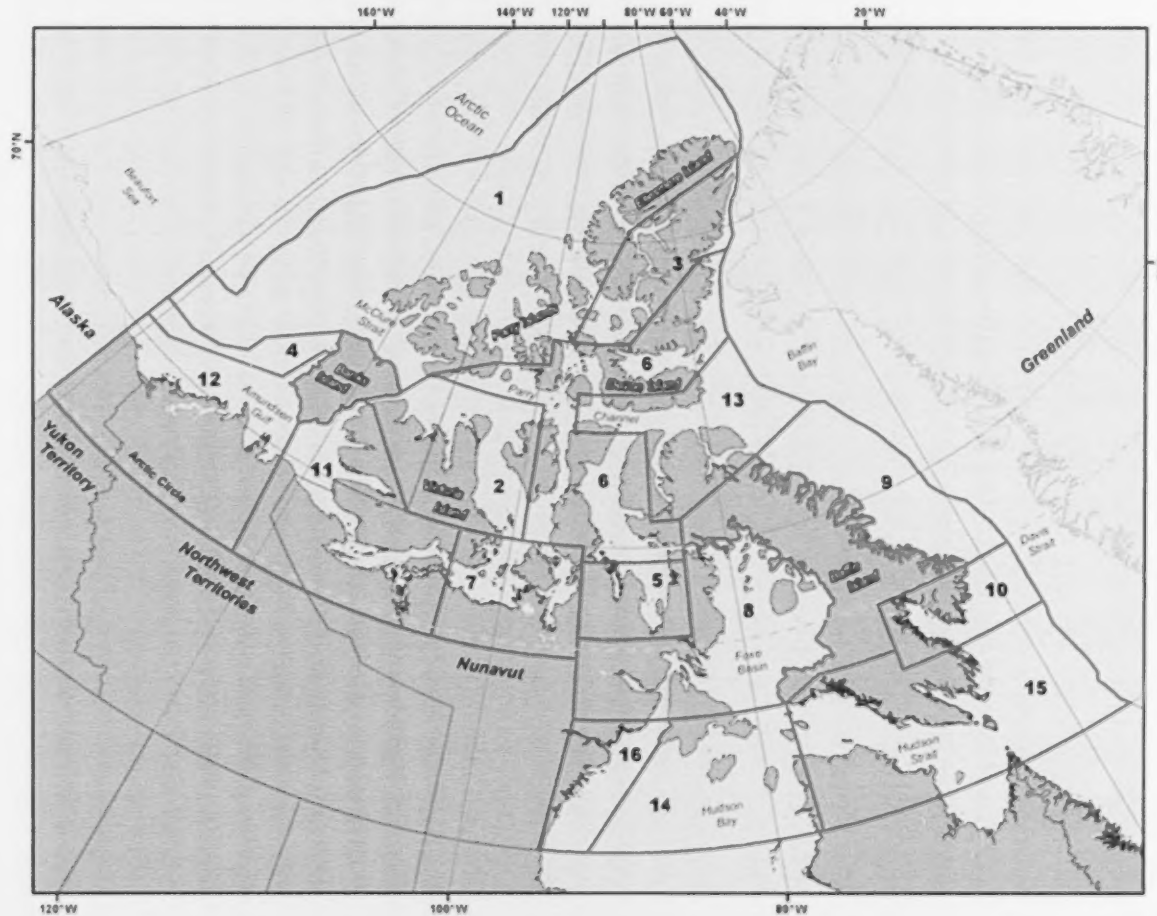 160°W 140°W 120°W 100°W 80°W 60°W 40°W 20°W
70°N
Arctic
Ocean
Beaufort
Sea
1
Ellesmere Island
3
Alaska
McClure
Strait
Parry Islands
4
Banks
Island
6
Devon Island
Baffin
Bay
Greenland
12
Amundsen
Gulf
Parry
Channel
13
Yukon
Territory
Arctic Circle
11
2
Victoria
Island
6
9
Davis
Strait
Northwest
Territories
7
5
8
Baffin
Island
10
Foxe
Basin
Nunavut
15
16
Hudson
Strait
14
Hudson
Bay
120°W 100°W 80°W